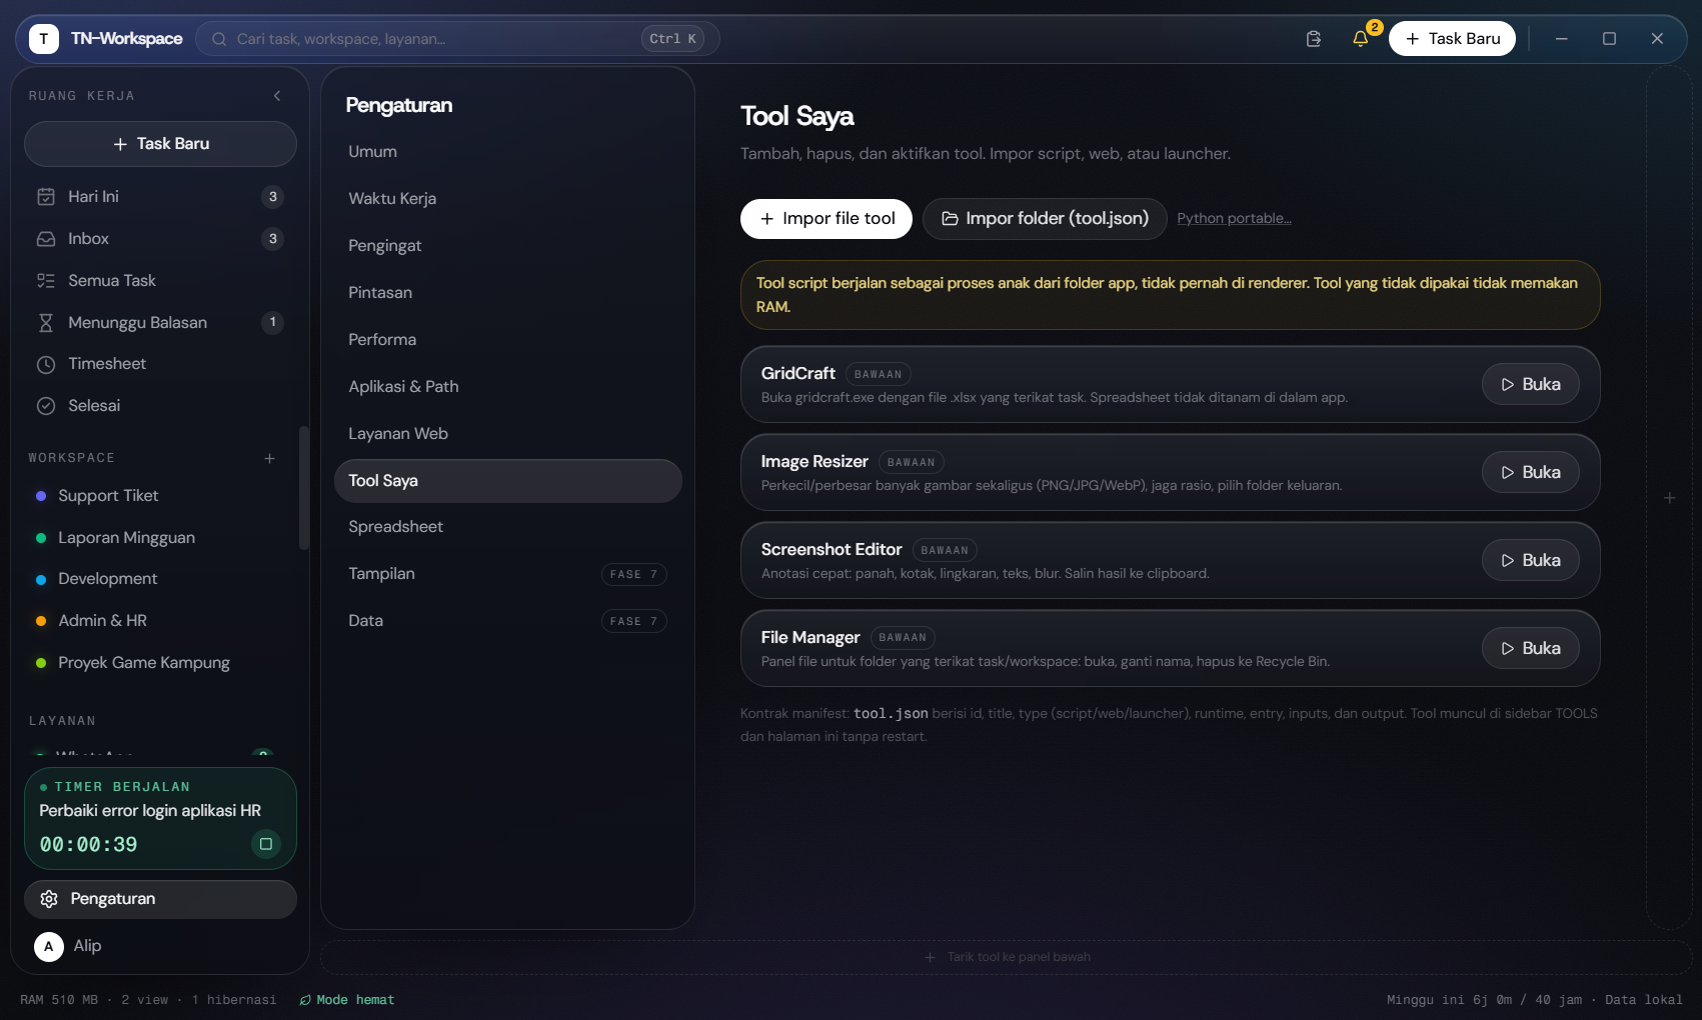 T
TN-Workspace
Cari task, workspace, layanan...
Ctrl K
2
Task Baru
RUANG KERJA
Task Baru
Hari Ini
3
Inbox
3
Semua Task
Menunggu Balasan
1
Timesheet
Selesai
WORKSPACE
Support Tiket
Laporan Mingguan
Development
Admin & HR
Proyek Game Kampung
LAYANAN
WhatsApp
TIMER BERJALAN
Perbaiki error login aplikasi HR
00:00:39
Pengaturan
A
Alip
Pengaturan
Umum
Waktu Kerja
Pengingat
Pintasan
Performa
Aplikasi & Path
Layanan Web
Tool Saya
Spreadsheet
Tampilan
FASE 7
Data
FASE 7
Tool Saya
Tambah, hapus, dan aktifkan tool. Impor script, web, atau launcher.
Impor file tool
Impor folder (tool.json)
Python portable...
Tool script berjalan sebagai proses anak dari folder app, tidak pernah di renderer. Tool yang tidak dipakai tidak memakan
RAM.
GridCraft
BAWAAN
Buka gridcraft.exe dengan file .xlsx yang terikat task. Spreadsheet tidak ditanam di dalam app.
Buka
Image Resizer
BAWAAN
Perkecil/perbesar banyak gambar sekaligus (PNG/JPG/WebP), jaga rasio, pilih folder keluaran.
Buka
Screenshot Editor
BAWAAN
Anotasi cepat: panah, kotak, lingkaran, teks, blur. Salin hasil ke clipboard.
Buka
File Manager
BAWAAN
Panel file untuk folder yang terikat task/workspace: buka, ganti nama, hapus ke Recycle Bin.
Buka
Kontrak manifest: tool.json berisi id, title, type (script/web/launcher), runtime, entry, inputs, dan output. Tool muncul di sidebar TOOLS
dan halaman ini tanpa restart.
Tarik tool ke panel bawah
RAM 510 MB · 2 view · 1 hibernasi
Mode hemat
Minggu ini 6j 0m / 40 jam · Data lokal